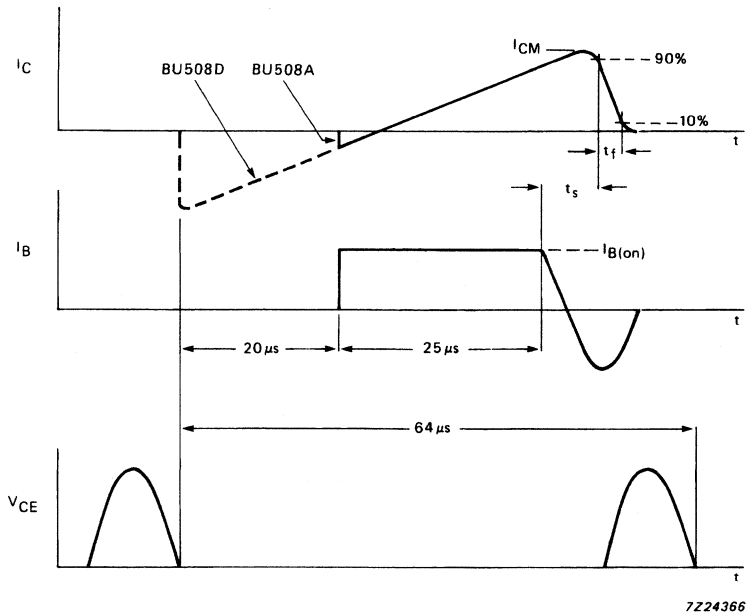 I_C
BU508D
BU508A
I_CM
90%
10%
t
t_f
t_s
I_B
I_B(on)
t
20 μs
25 μs
64 μs
V_CE
t
7Z24366